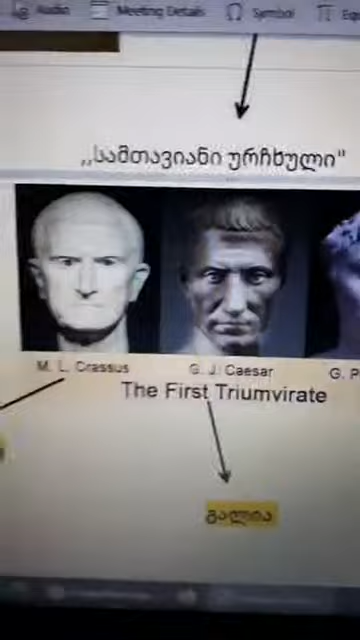 Audio Meeting Details Symbol
,,სამთავიანი ურჩხული"
M. L. Crassus G. J. Caesar G. P
The First Triumvirate
გალია